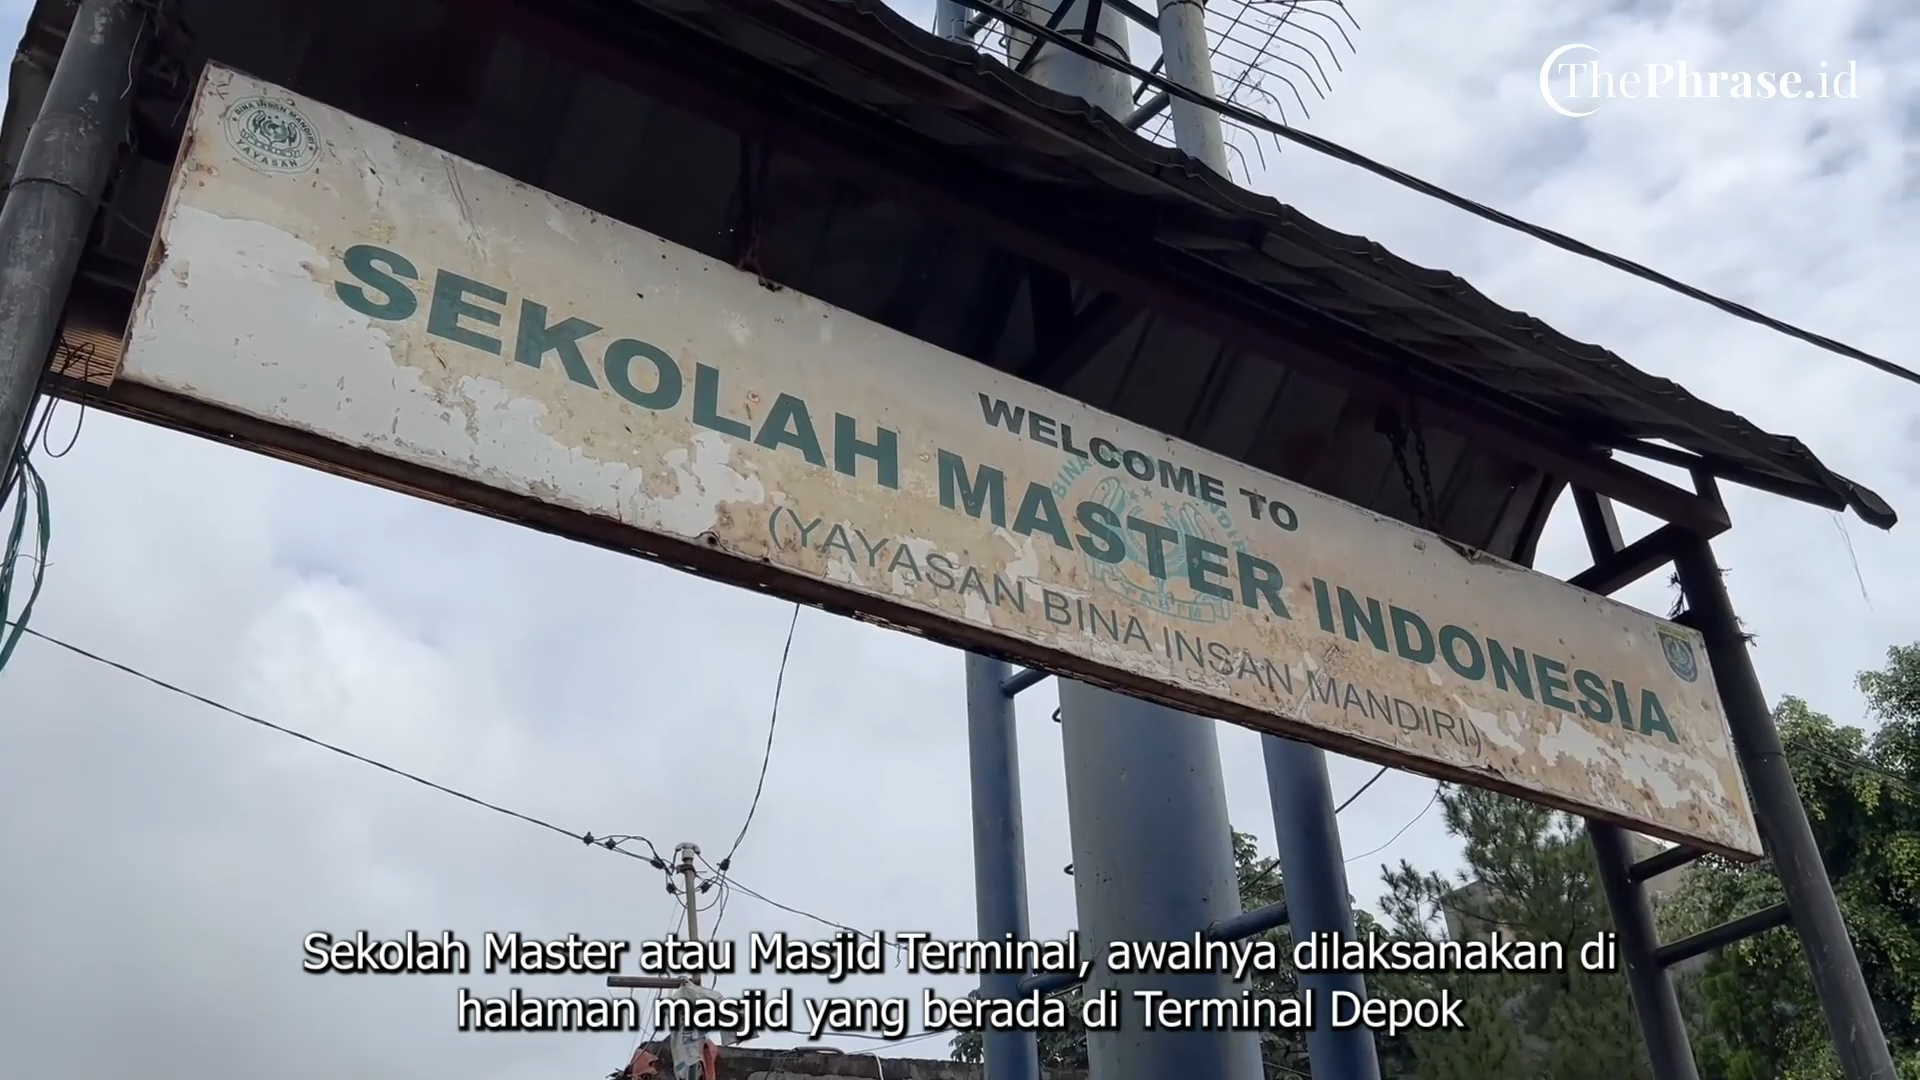 ThePhrase.id
BINA INSAN MANDIRI
YAYASAN
WELCOME TO
SEKOLAH MASTER INDONESIA
(YAYASAN BINA INSAN MANDIRI)
Sekolah Master atau Masjid Terminal, awalnya dilaksanakan di
halaman masjid yang berada di Terminal Depok